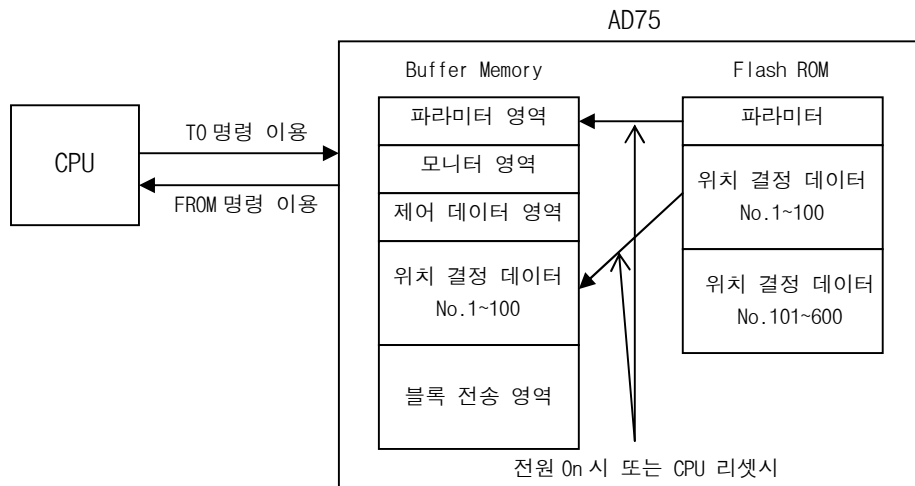 AD75
Buffer Memory
Flash ROM
CPU
TO 명령 이용
FROM 명령 이용
파라미터 영역
모니터 영역
제어 데이터 영역
위치 결정 데이터
No.1~100
블록 전송 영역
파라미터
위치 결정 데이터
No.1~100
위치 결정 데이터
No.101~600
전원 On 시 또는 CPU 리셋시